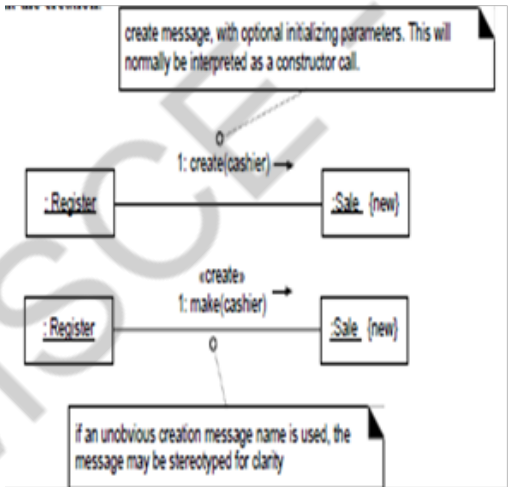 create message, with optional initializing parameters. This will
normally be interpreted as a constructor call.
1: create(cashier)
: Register
:Sale {new}
«create»
1: make(cashier)
: Register
:Sale {new}
if an unobvious creation message name is used, the
message may be stereotyped for clarity